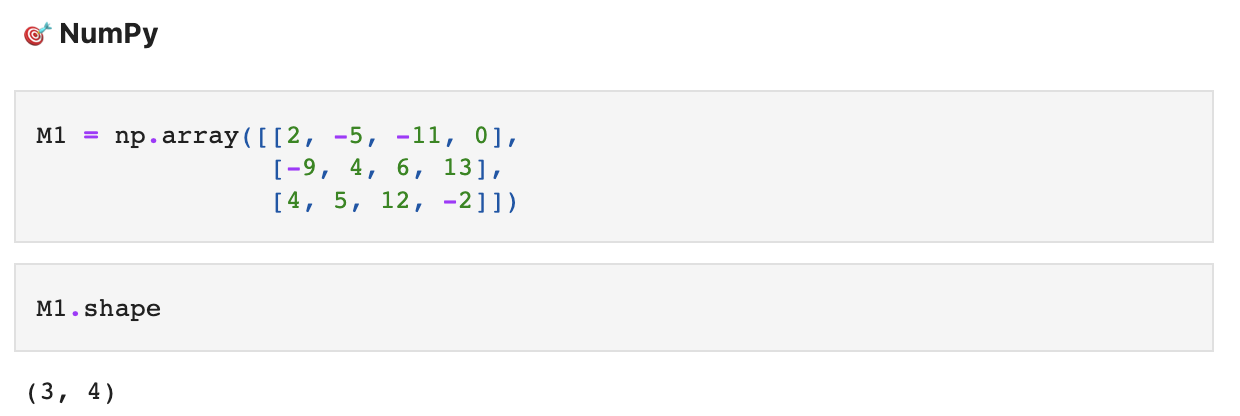 🎯 NumPy
M1 = np.array([[2, -5, -11, 0],
[-9, 4, 6, 13],
[4, 5, 12, -2]])
M1.shape
(3, 4)